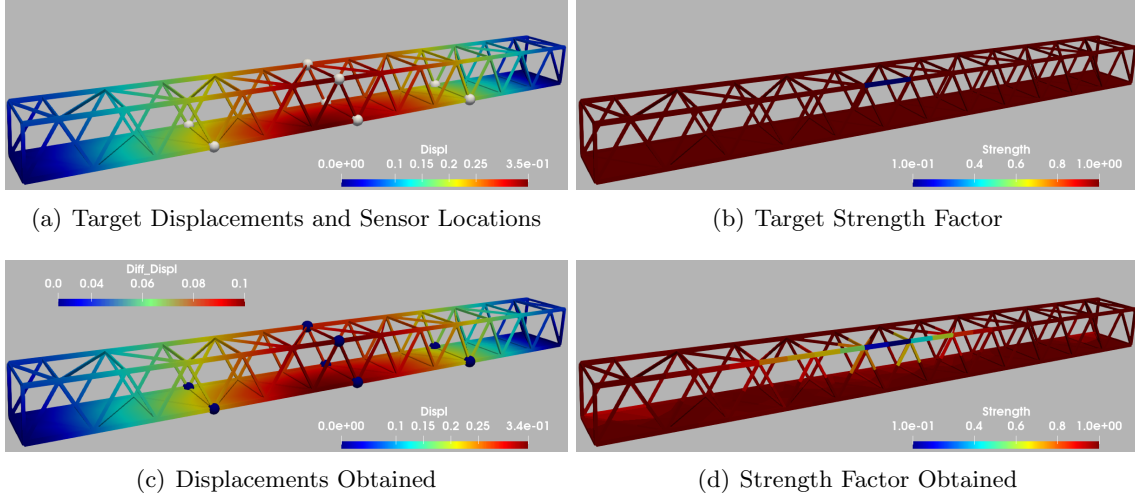 Displ
0.0e+00 0.1 0.15 0.2 0.25 3.5e-01
Strength
1.0e-01 0.4 0.6 0.8 1.0e+00
(a) Target Displacements and Sensor Locations
(b) Target Strength Factor
Diff_Displ
0.0 0.04 0.06 0.08 0.1
Displ
0.0e+00 0.1 0.15 0.2 0.25 3.4e-01
Strength
1.0e-01 0.4 0.6 0.8 1.0e+00
(c) Displacements Obtained
(d) Strength Factor Obtained